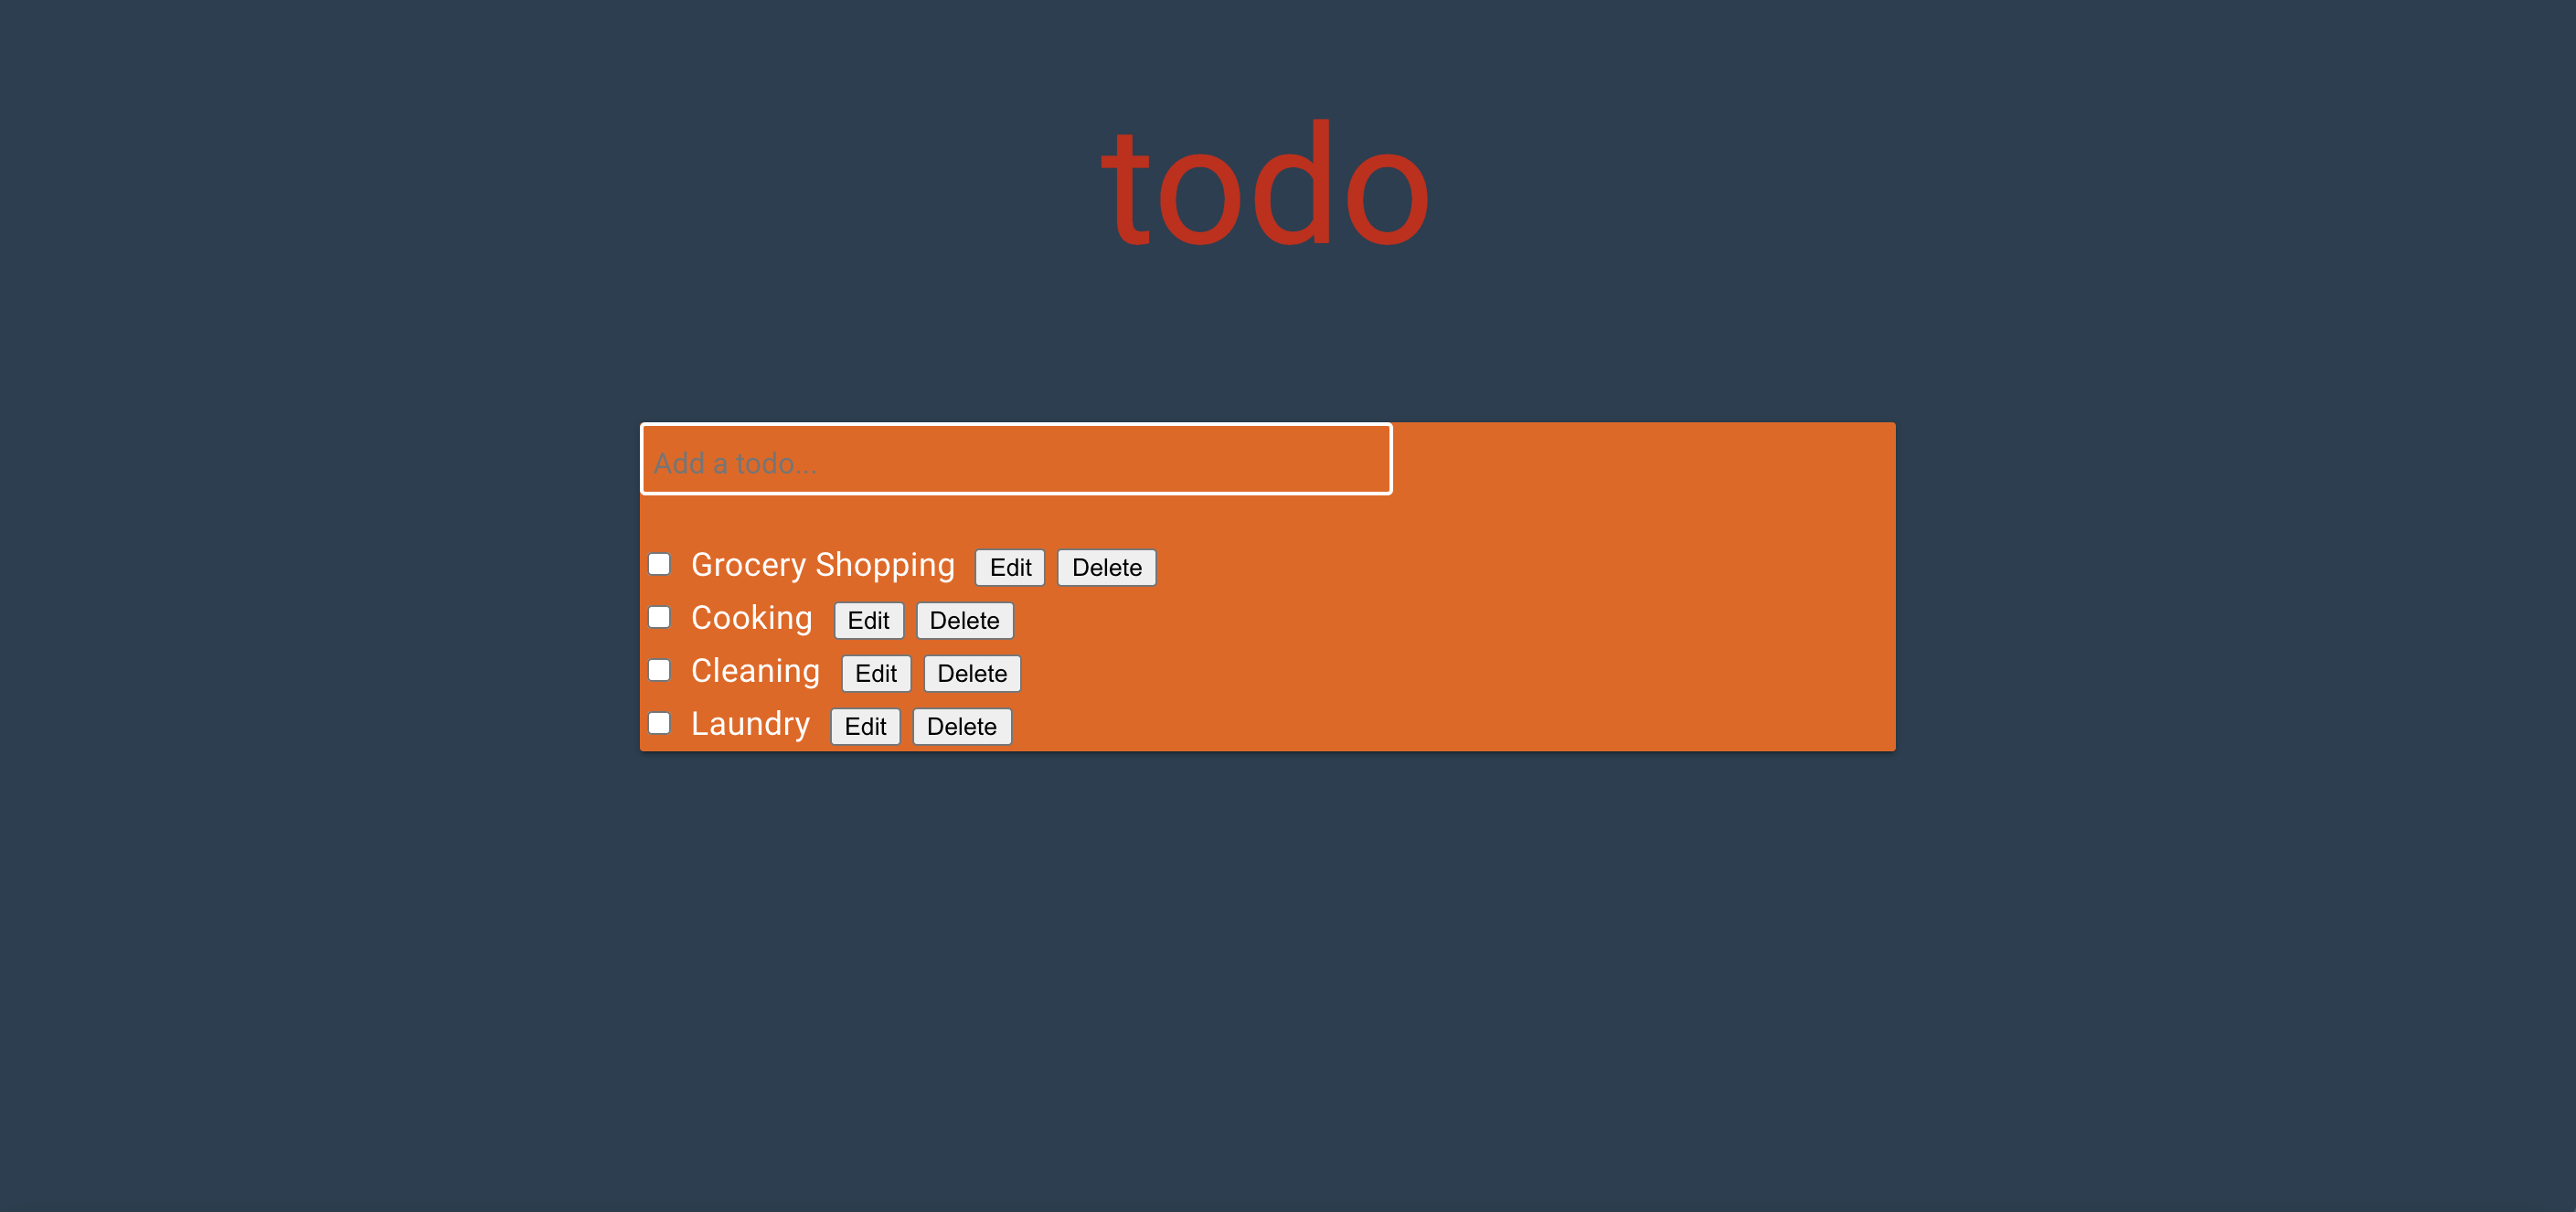 todo
Add a todo...
Grocery Shopping Edit Delete
Cooking Edit Delete
Cleaning Edit Delete
Laundry Edit Delete